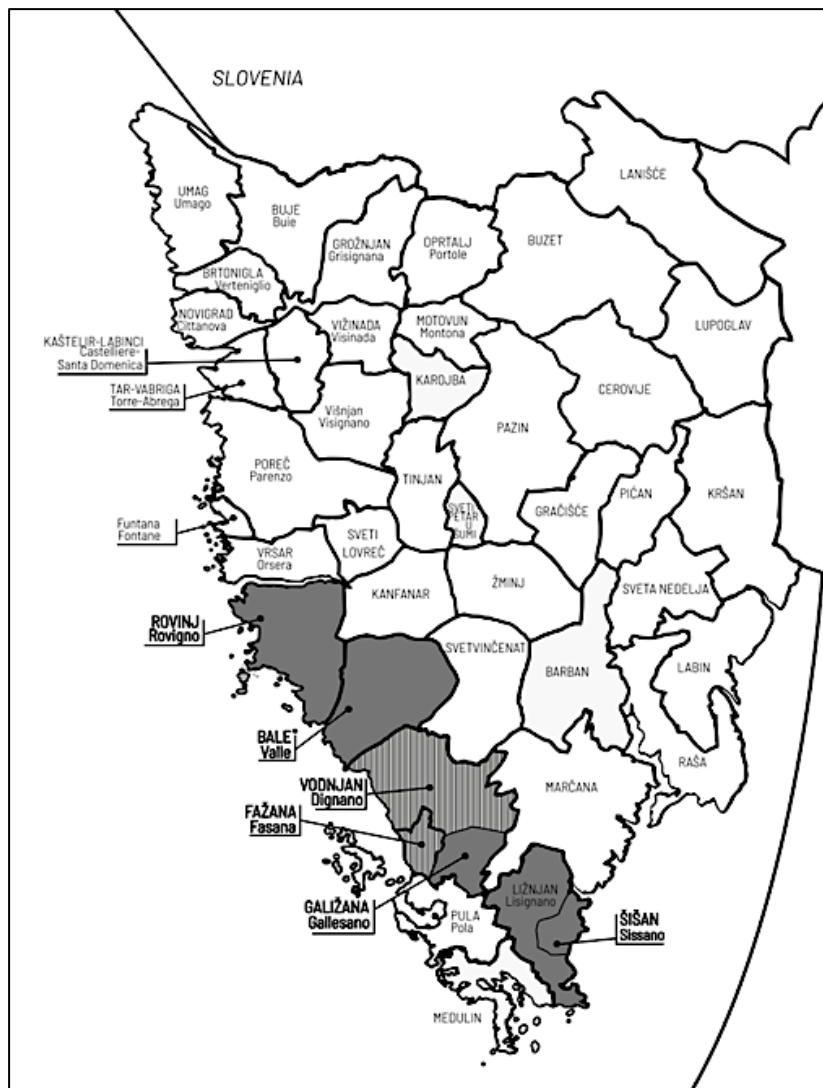 SLOVENIA
LANIŠĆE
UMAG
Umago
BUJE
Buie
GROŽNJAN
Grisignana
OPRTALJ
Portole
BUZET
BRTONIGLA
Verteniglio
NOVIGRAD
Cittanova
VIŽINADA
Visinada
MOTOVUN
Montona
LUPOGLAV
KAŠTELIR-LABINCI
Castelliere-
Santa Domenica
TAR-VABRIGA
Torre-Abrega
KAROJBA
CEROVIJE
Višnjan
Visignano
PAZIN
POREČ
Parenzo
TINJAN
SVETI
PETAR
U
ŠUMI
GRAČIŠĆE
PIĆAN
KRŠAN
Funtana
Fontane
VRSAR
Orsera
SVETI
LOVREČ
KANFANAR
ŽMINJ
SVETA NEDELJA
ROVINJ
Rovigno
SVETVINČENAT
BARBAN
LABIN
BALE
Valle
RAŠA
VODNJAN
Dignano
MARČANA
FAŽANA
Fasana
GALIŽANA
Gallesano
LIŽNJAN
Lisignano
PULA
Pola
ŠIŠAN
Sissano
MEDULIN